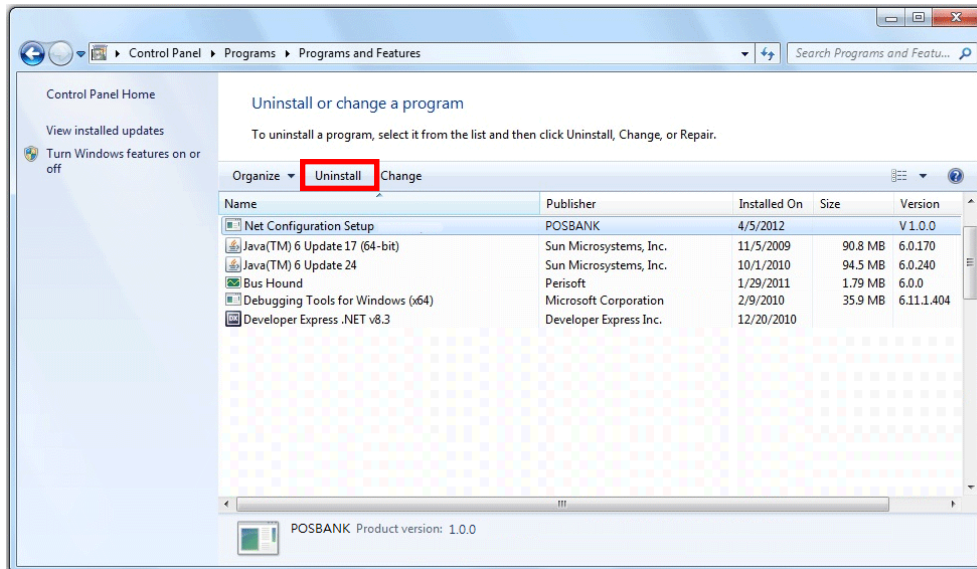 Control Panel ▸ Programs ▸ Programs and Features
Search Programs and Featu...
Control Panel Home
View installed updates
Turn Windows features on or
off
Uninstall or change a program
To uninstall a program, select it from the list and then click Uninstall, Change, or Repair.
Organize Uninstall Change
Name Publisher Installed On Size Version
Net Configuration Setup POSBANK 4/5/2012 V1.0.0
Java(TM) 6 Update 17 (64-bit) Sun Microsystems, Inc. 11/5/2009 90.8 MB 6.0.170
Java(TM) 6 Update 24 Sun Microsystems, Inc. 10/1/2010 94.5 MB 6.0.240
Bus Hound Perisoft 1/29/2011 1.79 MB 6.0.0
Debugging Tools for Windows (x64) Microsoft Corporation 2/9/2010 35.9 MB 6.11.1.404
Developer Express .NET v8.3 Developer Express Inc. 12/20/2010
POSBANK Product version: 1.0.0